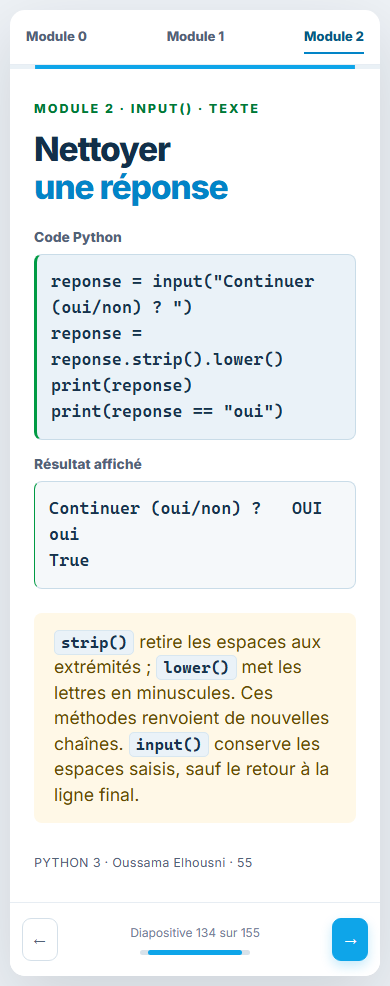 Module 0 Module 1 Module 2
MODULE 2 · INPUT() · TEXTE
Nettoyer
une réponse
Code Python
reponse = input("Continuer
(oui/non) ? ")
reponse =
reponse.strip().lower()
print(reponse)
print(reponse == "oui")
Résultat affiché
Continuer (oui/non) ?   OUI
oui
True
strip() retire les espaces aux
extrémités ; lower() met les
lettres en minuscules. Ces
méthodes renvoient de nouvelles
chaînes. input() conserve les
espaces saisis, sauf le retour à la
ligne final.
PYTHON 3 · Oussama Elhousni · 55
← Diapositive 134 sur 155 →